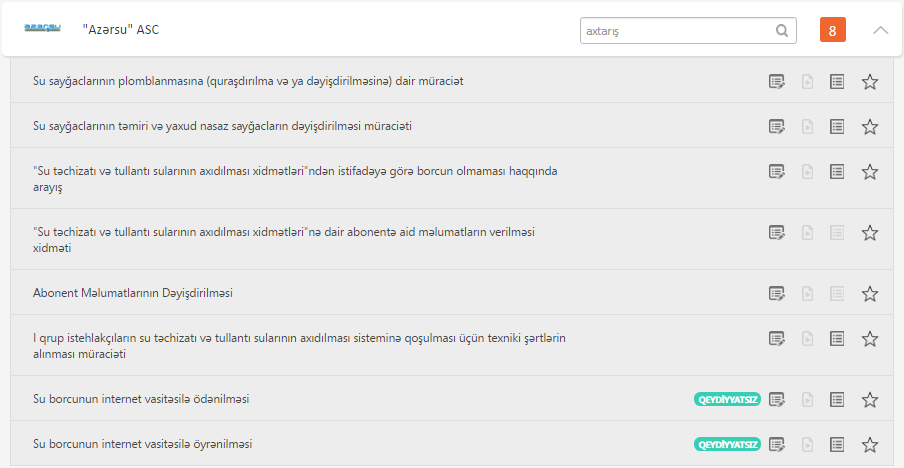 AZƏRSU
"Azərsu" ASC
axtarış
8
Su sayğaclarının plomblanmasına (quraşdırılma və ya dəyişdirilməsinə) dair müraciət
Su sayğaclarının təmiri və yaxud nasaz sayğacların dəyişdirilməsi müraciəti
"Su təchizatı və tullantı sularının axıdılması xidmətləri"ndən istifadəyə görə borcun olmaması haqqında
arayış
"Su təchizatı və tullantı sularının axıdılması xidmətləri"nə dair abonentə aid məlumatların verilməsi
xidməti
Abonent Məlumatlarının Dəyişdirilməsi
I qrup istehlakçıların su təchizatı və tullantı sularının axıdılması sisteminə qoşulması üçün texniki şərtlərin
alınması müraciəti
Su borcunun internet vasitəsilə ödənilməsi
QEYDİYYATSIZ
Su borcunun internet vasitəsilə öyrənilməsi
QEYDİYYATSIZ